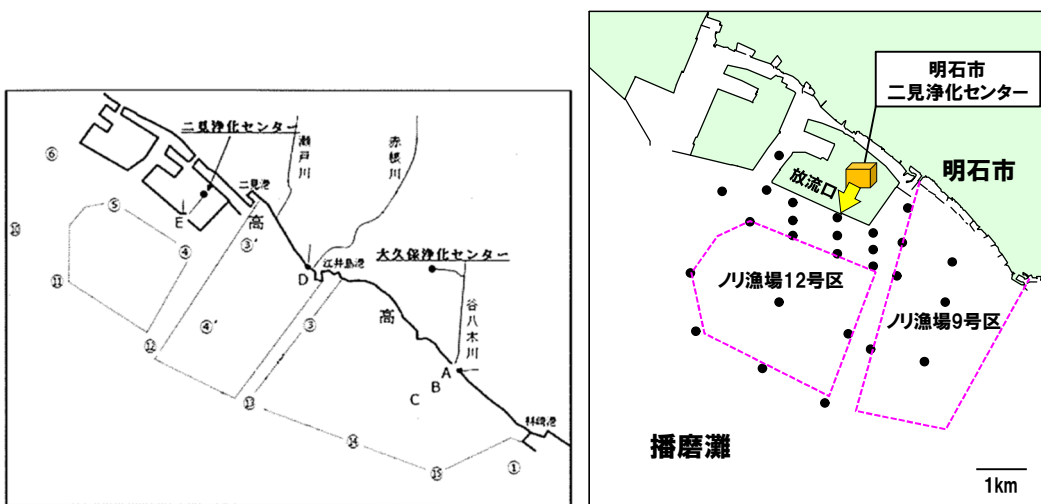 ⑥
二見浄化センター
瀬戸川
赤根川
二見港
⑤
E
高
③'
④
⑩
大久保浄化センター
D
江井島港
⑪
④'
③
高
谷八木川
⑫
A
B
C
⑬
林崎港
⑭
⑮
①
明石市
二見浄化センター
明石市
放流口
ノリ漁場12号区
ノリ漁場9号区
播磨灘
1km